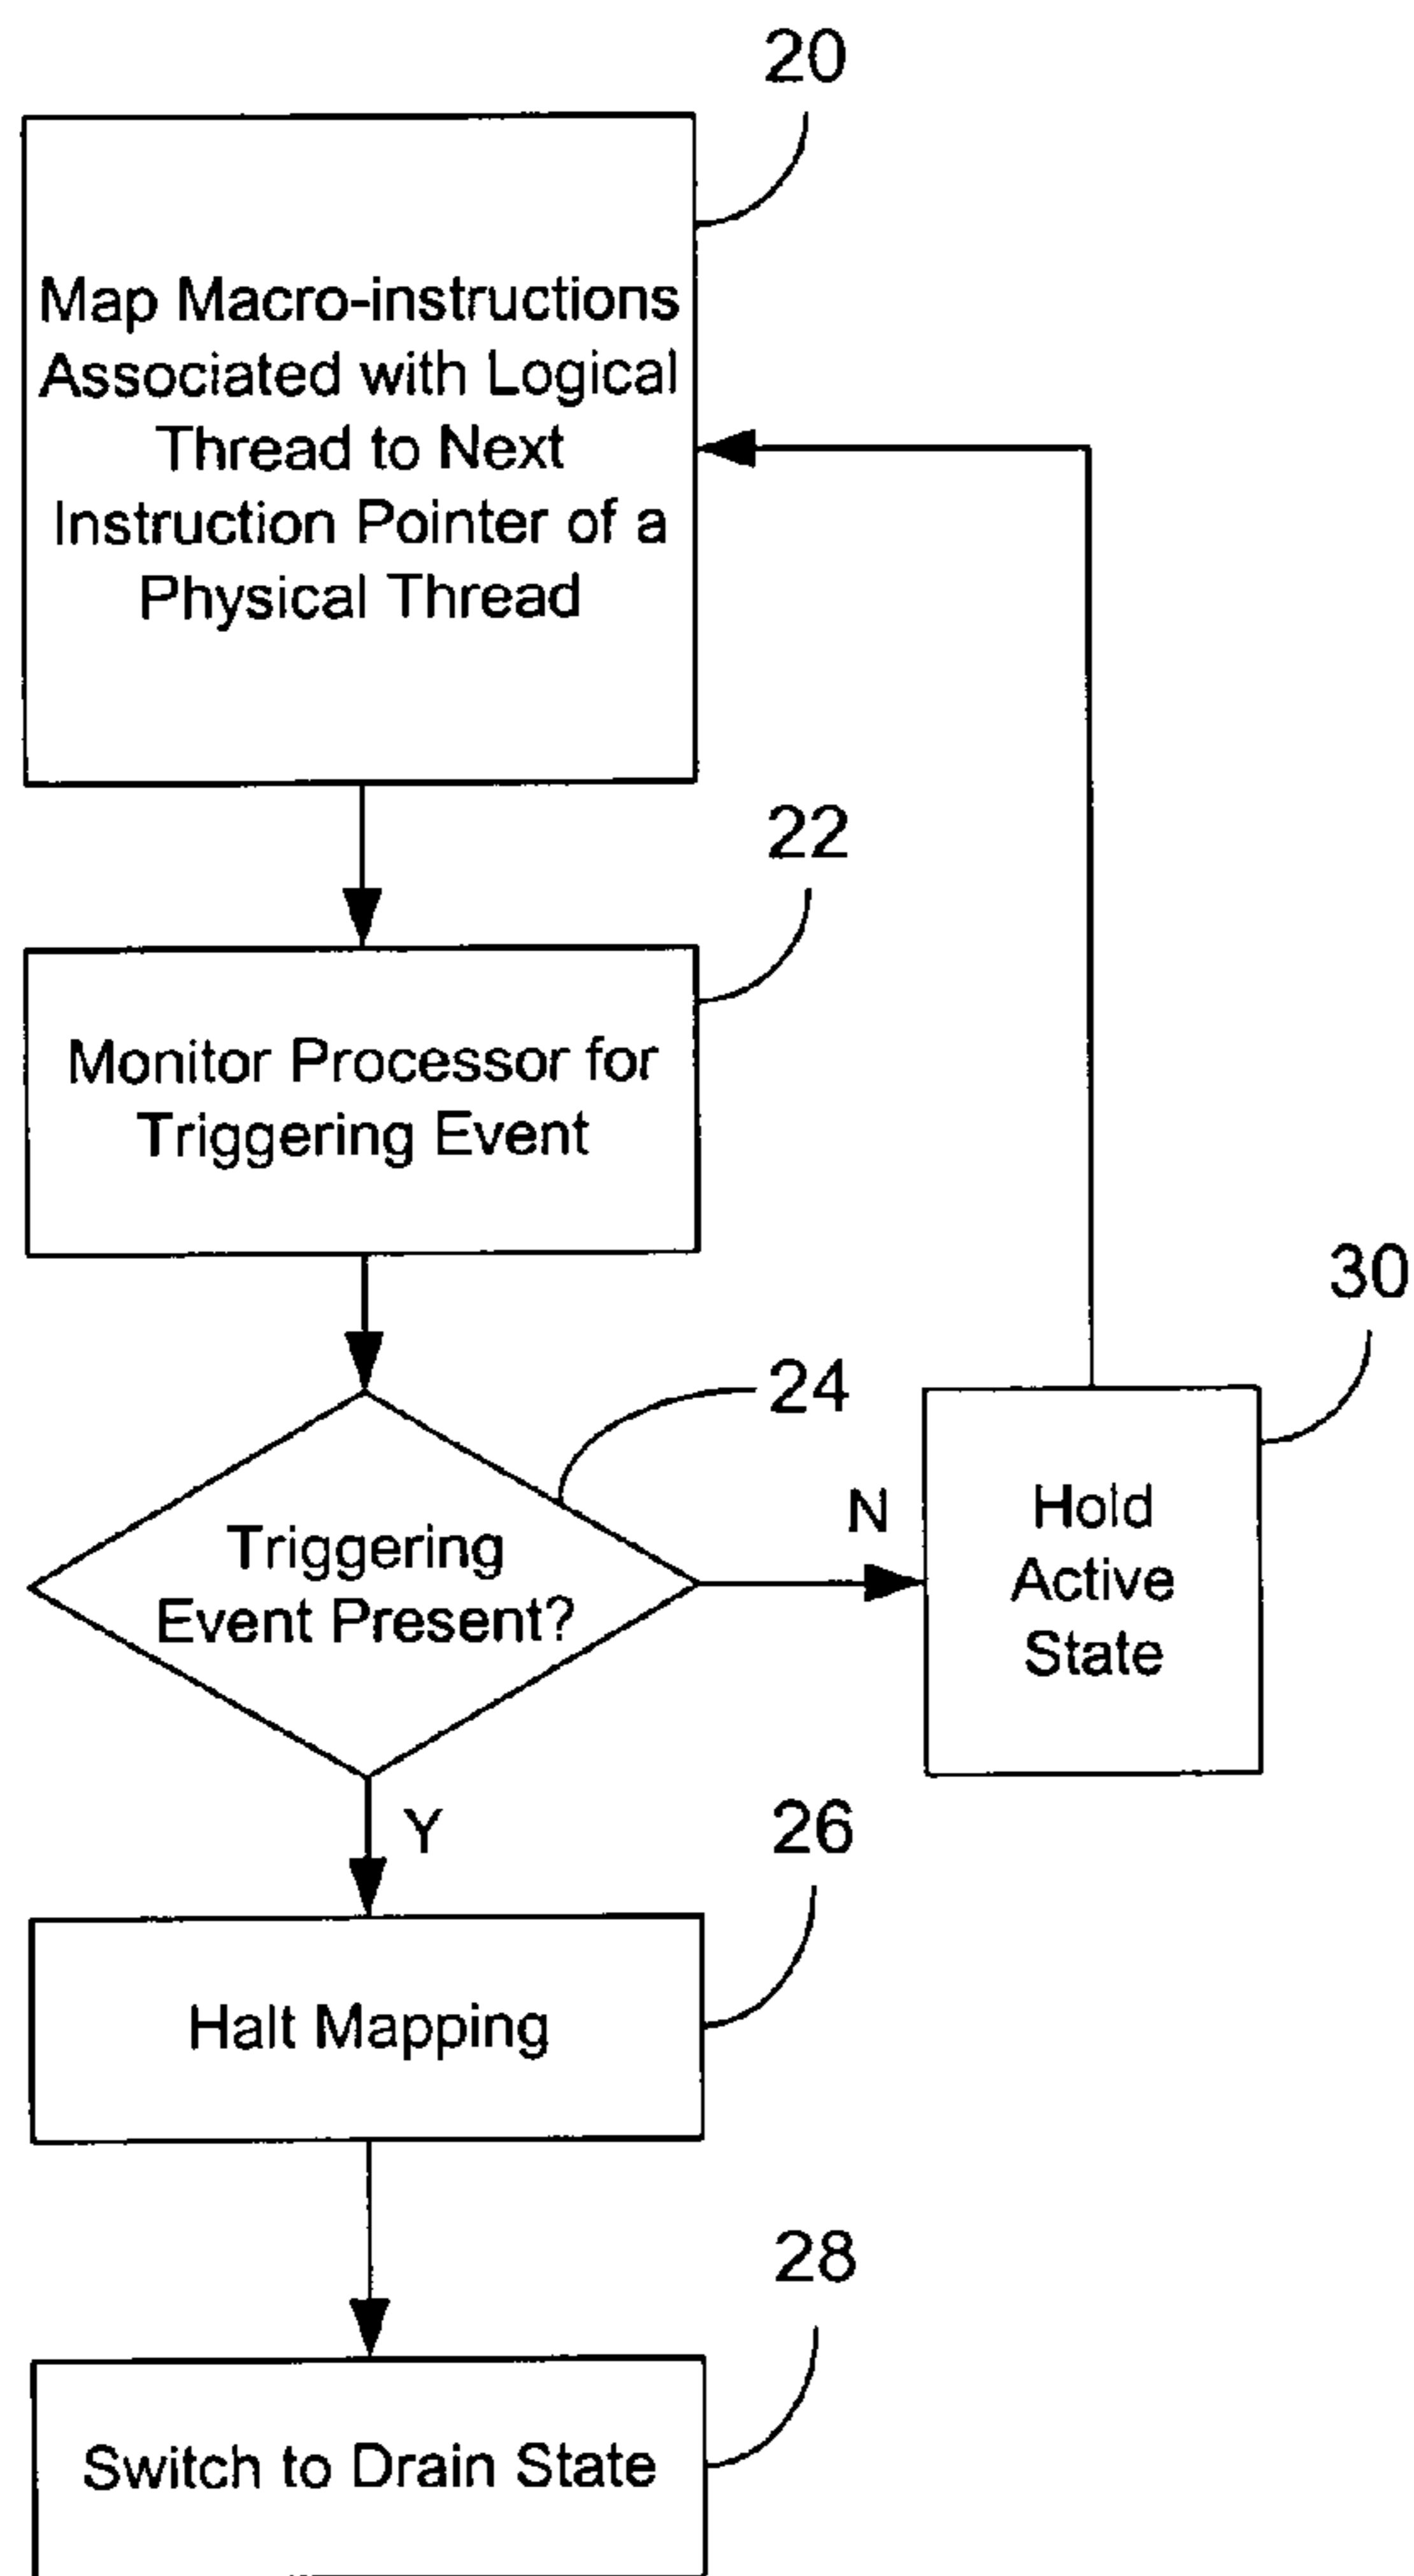 20
Map Macro-instructions
Associated with Logical
Thread to Next
Instruction Pointer of a
Physical Thread
22
Monitor Processor for
Triggering Event
24
Triggering
Event Present?
N
30
Hold
Active
State
Y
26
Halt Mapping
28
Switch to Drain State